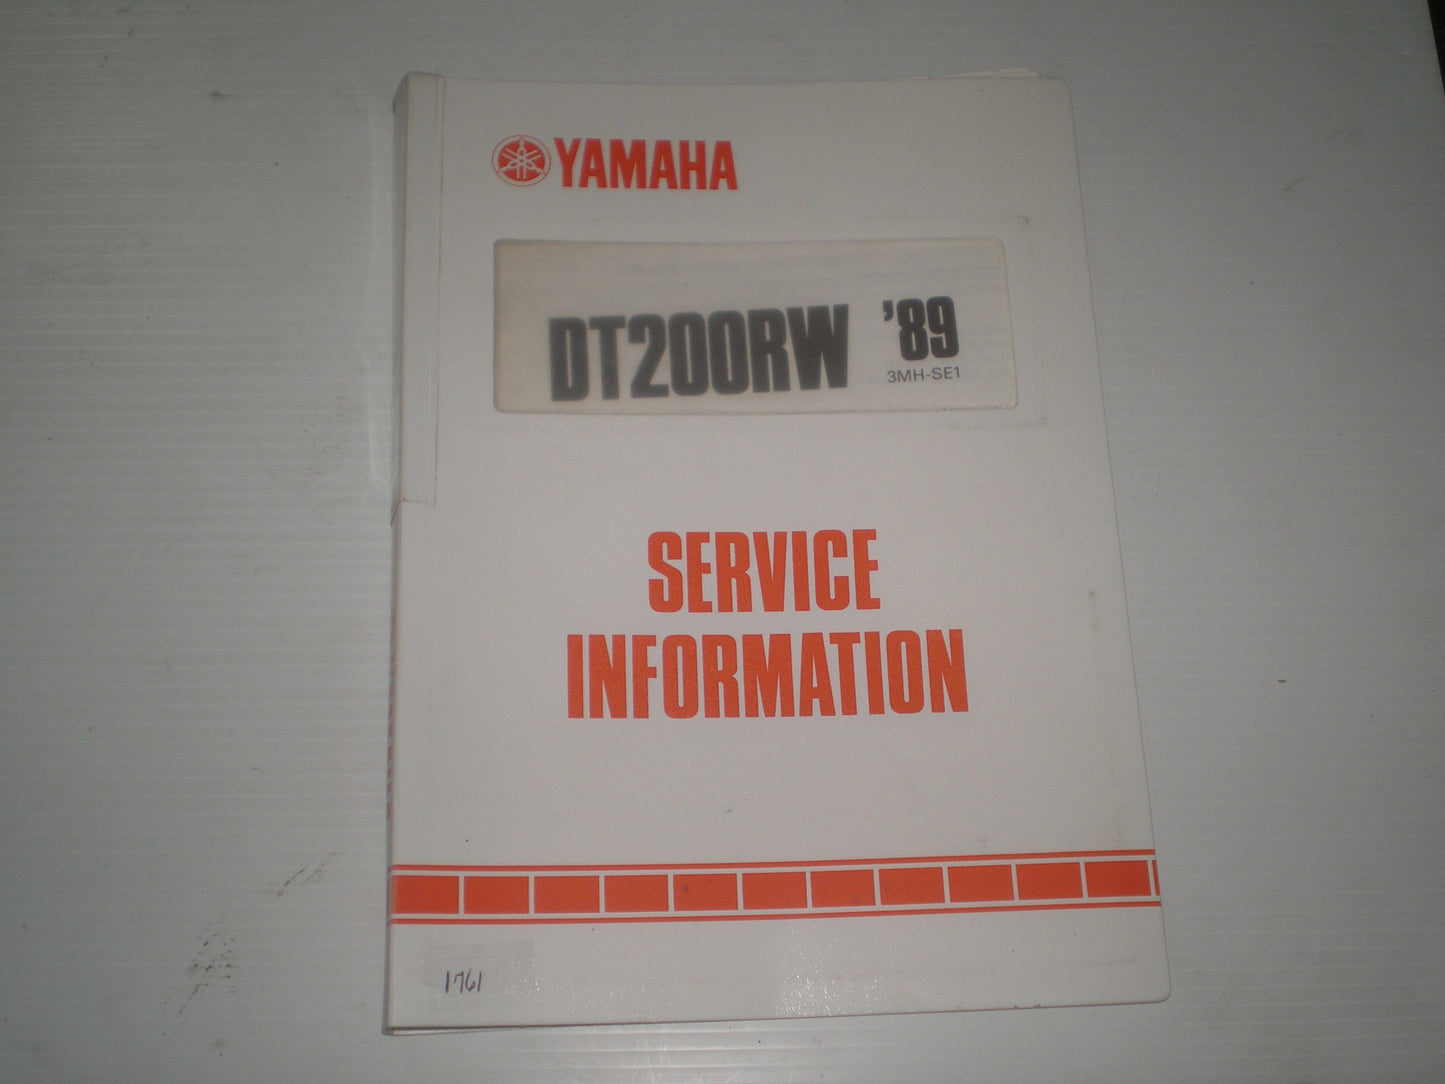 YAMAHA
DT200RW '89
3MH-SE1
SERVICE
INFORMATION
1761